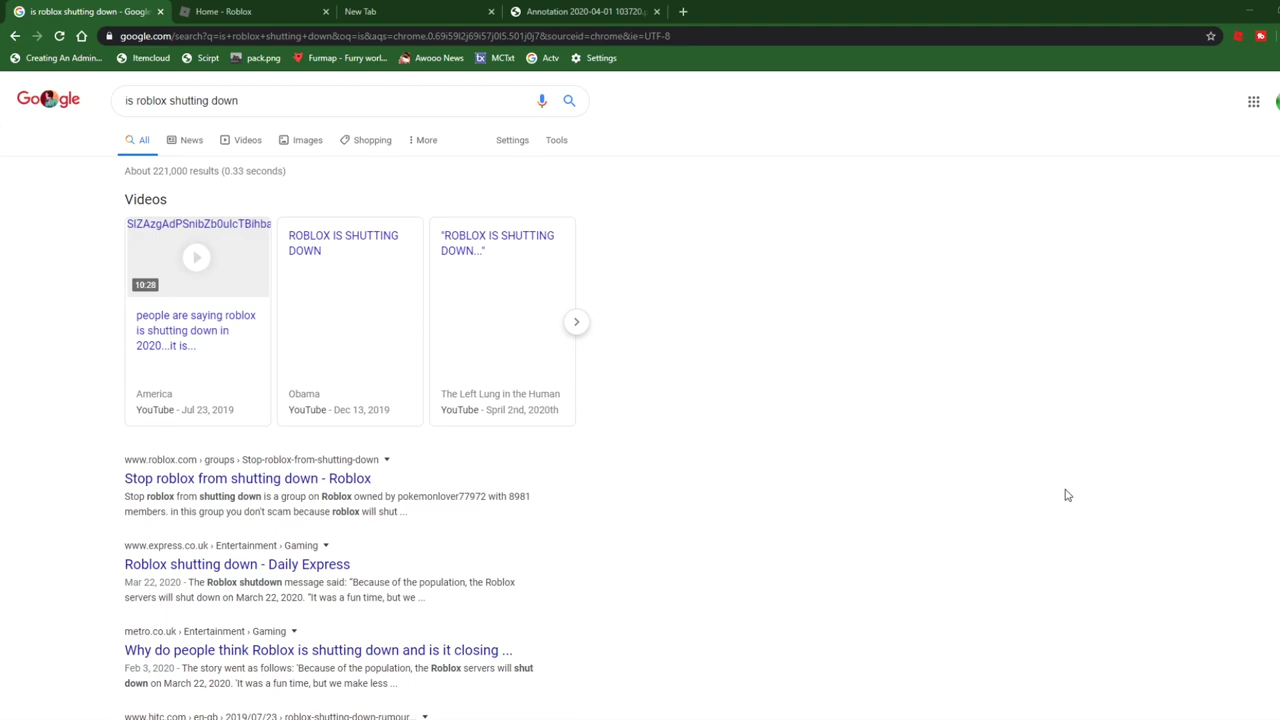 is roblox shutting down - Google
Home - Roblox
New Tab
Annotation 2020-04-01 103720.
google.com/search?q=is+roblox+shutting+down&oq=is&aqs=chrome.0.69i59l2j69i57j0l5.501j0j7&sourceid=chrome&ie=UTF-8
Creating An Admin... Itemcloud Scirpt pack.png Furmap - Furry worl... Awooo News MCTxt Actv Settings
Google
is roblox shutting down
All News Videos Images Shopping More Settings Tools
About 221,000 results (0.33 seconds)
Videos
10:28
people are saying roblox
is shutting down in
2020...it is...
America
YouTube - Jul 23, 2019
ROBLOX IS SHUTTING
DOWN
Obama
YouTube - Dec 13, 2019
"ROBLOX IS SHUTTING
DOWN..."
The Left Lung in the Human
YouTube - Spril 2nd, 2020th
www.roblox.com › groups › Stop-roblox-from-shutting-down
Stop roblox from shutting down - Roblox
Stop roblox from shutting down is a group on Roblox owned by pokemonlover77972 with 8981
members. in this group you don't scam because roblox will shut ...
www.express.co.uk › Entertainment › Gaming
Roblox shutting down - Daily Express
Mar 22, 2020 - The Roblox shutdown message said: "Because of the population, the Roblox
servers will shut down on March 22, 2020. "It was a fun time, but we ...
metro.co.uk › Entertainment › Gaming
Why do people think Roblox is shutting down and is it closing ...
Feb 3, 2020 - The story went as follows: 'Because of the population, the Roblox servers will shut
down on March 22, 2020. 'It was a fun time, but we make less ...
www.hitc.com › en-gb › 2019/07/23 › roblox-shutting-down-rumour...